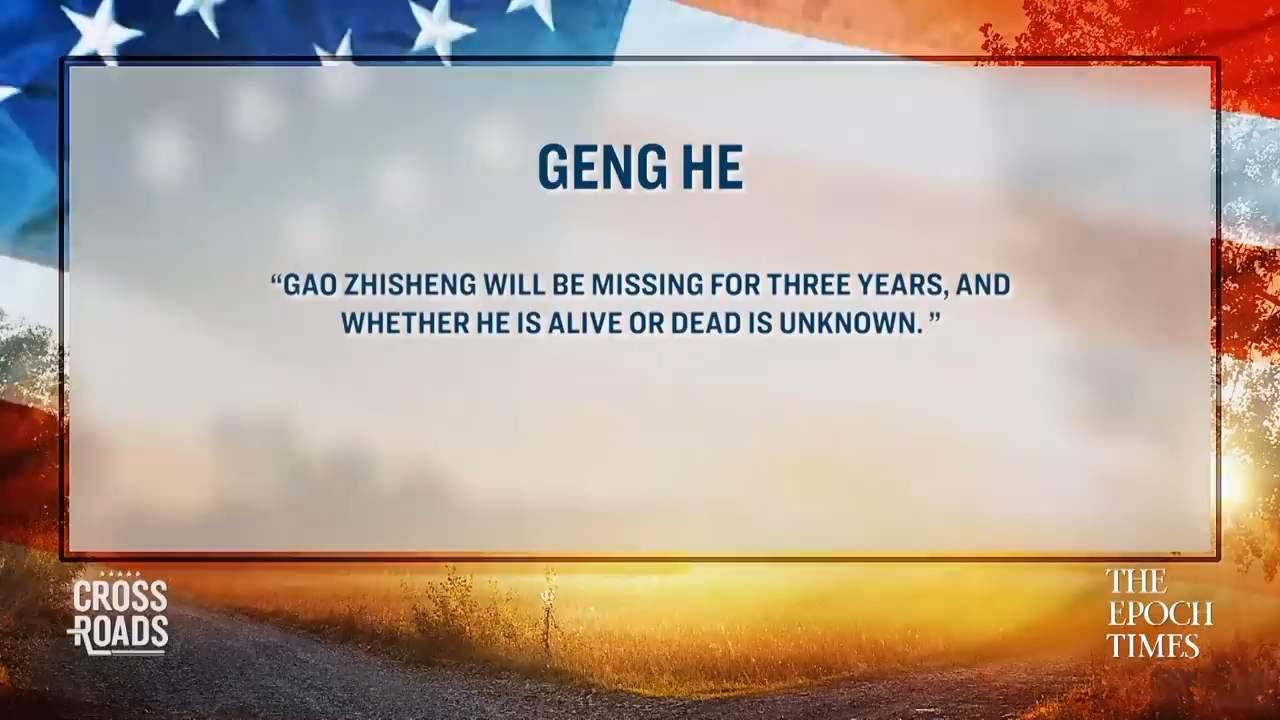 GENG HE
“GAO ZHISHENG WILL BE MISSING FOR THREE YEARS, AND
WHETHER HE IS ALIVE OR DEAD IS UNKNOWN. ”
CROSS
ROADS
THE
EPOCH
TIMES